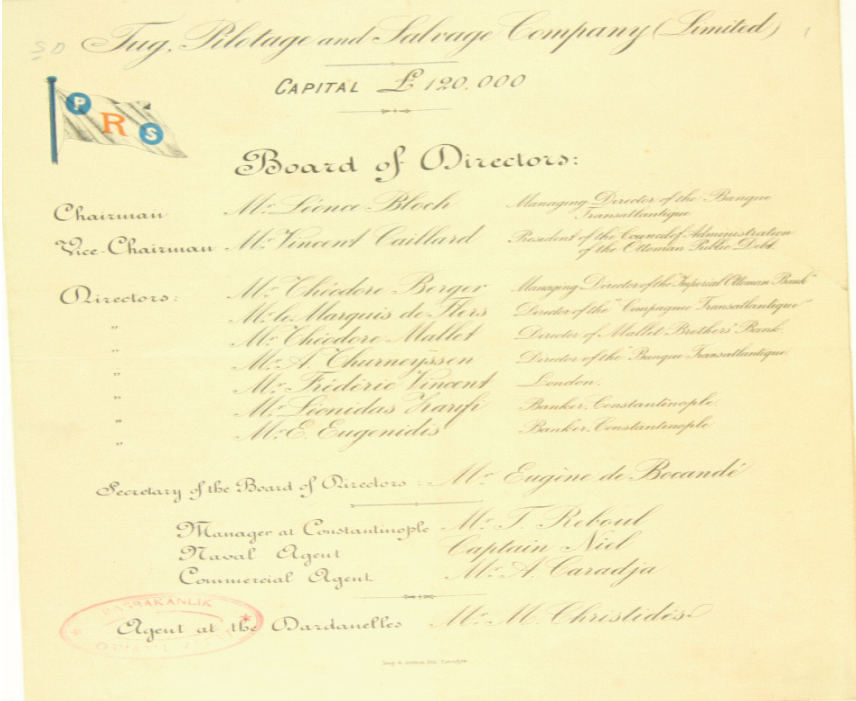 SD Tug, Pilotage and Salvage Company (Limited)
CAPITAL £ 120.000
P R S
Board of Directors:
Chairman Mr. Léonce Bloch Managing Director of the Banque Transatlantique
Vice-Chairman Mr. Vincent Caillard President of the Council of Administration
of the Ottoman Public Debt.
Directors: Mr. Théodore Berger Managing Director of the Imperial Ottoman Bank"
" Mr. le Marquis de Flers Director of the "Compagnie Transatlantique"
" Mr. Théodore Mallet Director of Mallet Brothers' Bank.
" Mr. A. Thurneyssen Director of the "Banque Transatlantique.
" Mr. Frédéric Vincent London.
" Mr. Léonidas Zarifi Banker, Constantinople.
" Mr. E. Eugenidis Banker, Constantinople.
Secretary of the Board of Directors: Mr. Eugène de Bocandé
Manager at Constantinople Mr. T. Reboul
Naval Agent Captain Niel
Commercial Agent Mr. A. Caradja
Agent at the Dardanelles Mr. M. Christidès